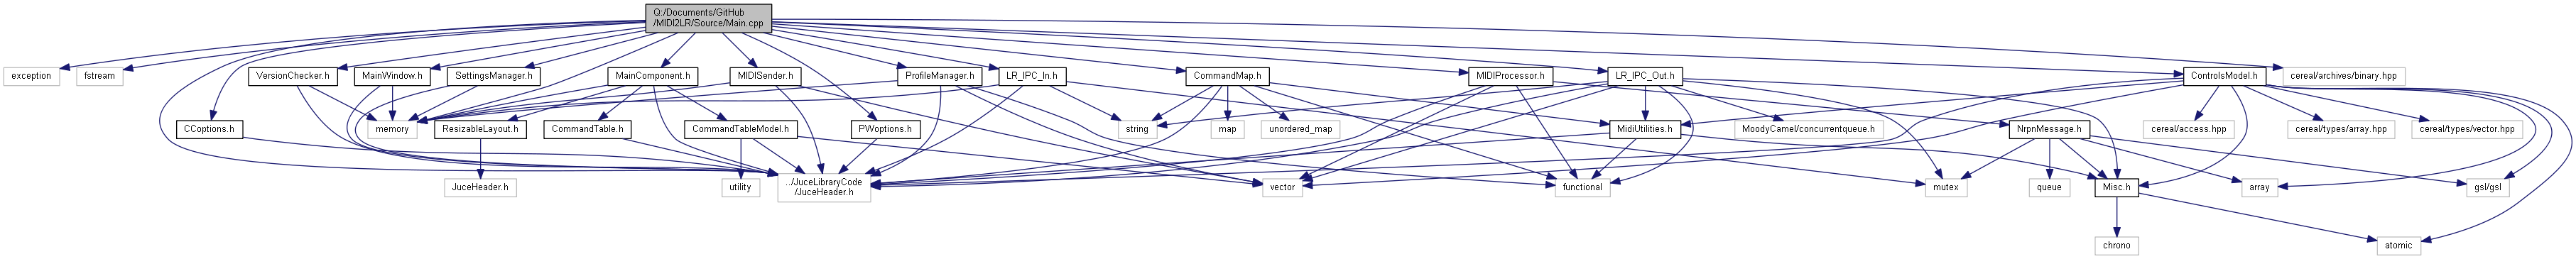 Q:/Documents/GitHub
/MIDI2LR/Source/Main.cpp
exception
fstream
VersionChecker.h
MainWindow.h
SettingsManager.h
MainComponent.h
MIDISender.h
ProfileManager.h
LR_IPC_In.h
CommandMap.h
MIDIProcessor.h
LR_IPC_Out.h
ControlsModel.h
cereal/archives/binary.hpp
CCoptions.h
memory
ResizableLayout.h
CommandTable.h
CommandTableModel.h
PWoptions.h
string
map
unordered_map
MidiUtilities.h
MoodyCamel/concurrentqueue.h
NrpnMessage.h
cereal/access.hpp
cereal/types/array.hpp
cereal/types/vector.hpp
JuceHeader.h
utility
../JuceLibraryCode
/JuceHeader.h
vector
functional
mutex
queue
Misc.h
array
gsl/gsl
chrono
atomic